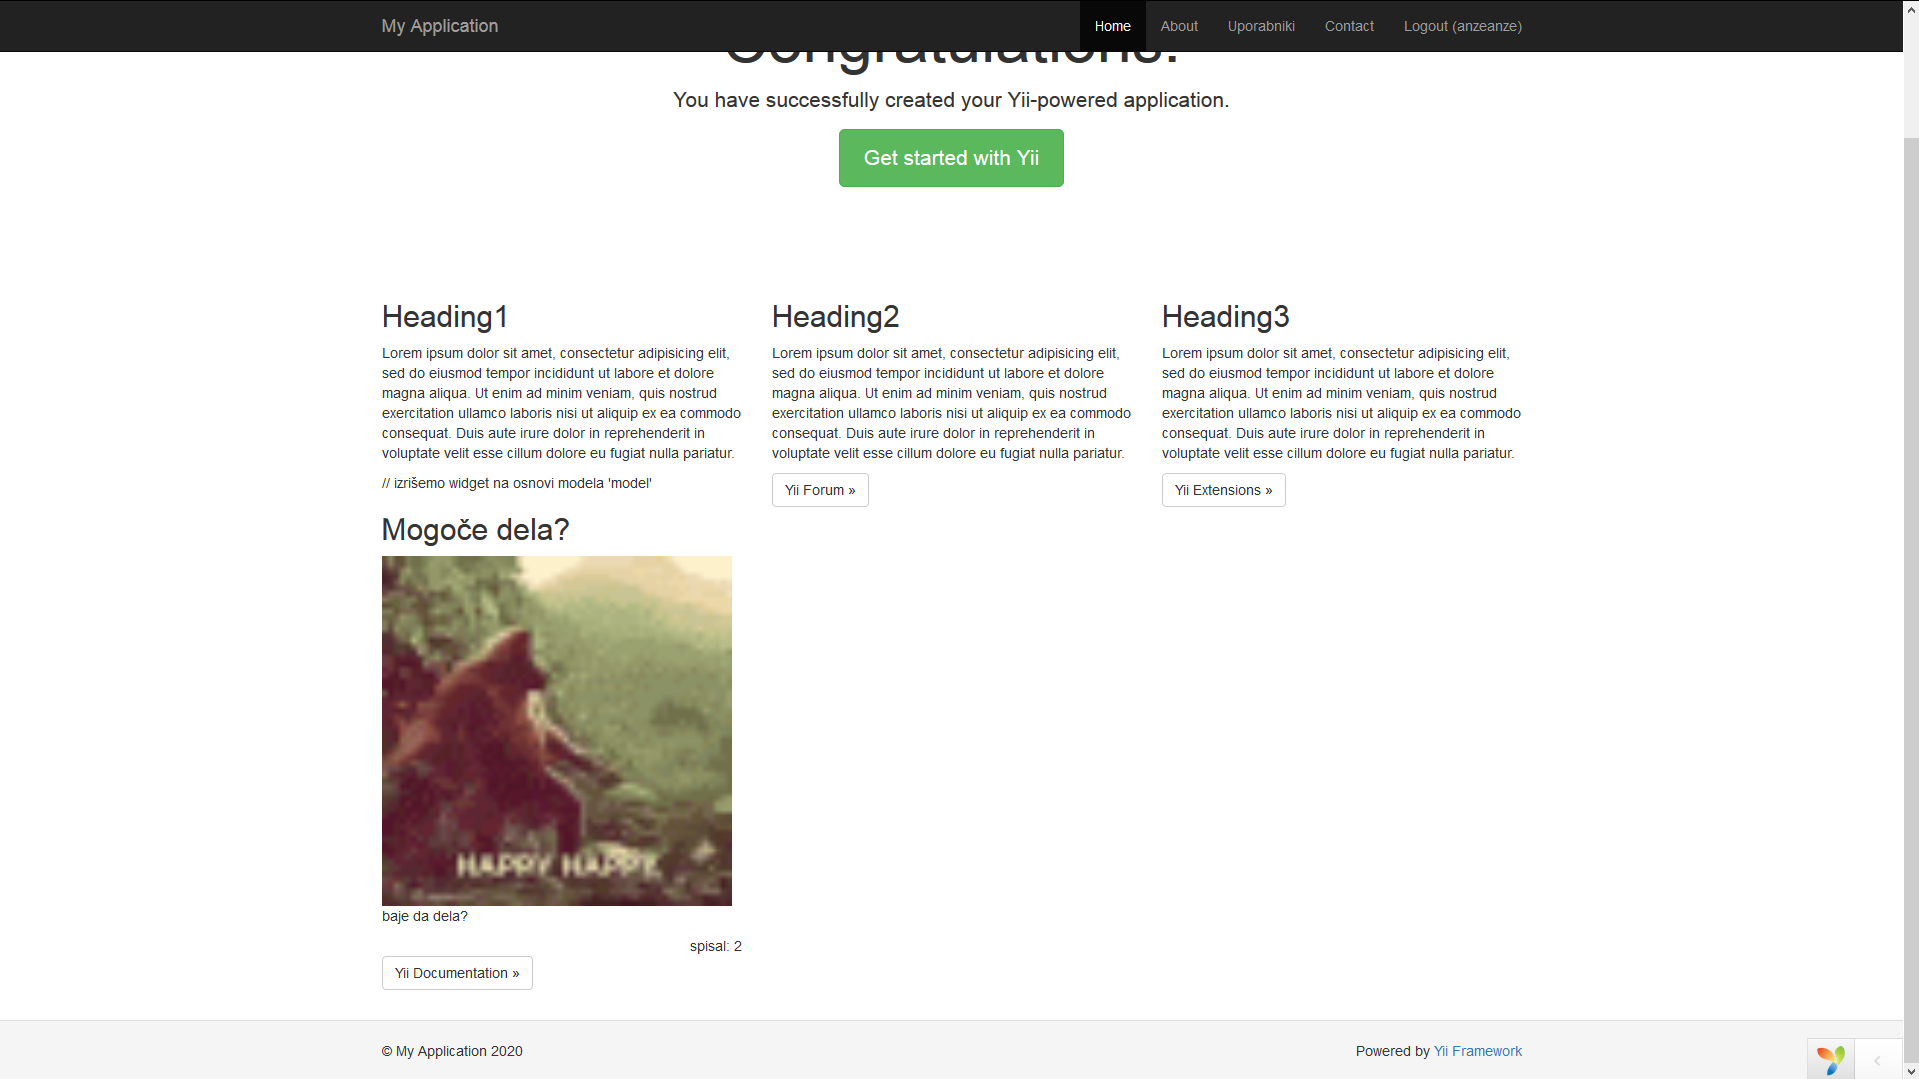 My Application
Home
About
Uporabniki
Contact
Logout (anzeanze)
Congratulations!
You have successfully created your Yii-powered application.
Get started with Yii
Heading1
Lorem ipsum dolor sit amet, consectetur adipisicing elit,
sed do eiusmod tempor incididunt ut labore et dolore
magna aliqua. Ut enim ad minim veniam, quis nostrud
exercitation ullamco laboris nisi ut aliquip ex ea commodo
consequat. Duis aute irure dolor in reprehenderit in
voluptate velit esse cillum dolore eu fugiat nulla pariatur.
// izrišemo widget na osnovi modela 'model'
Mogoče dela?
HAPPY HAPPY
baje da dela?
spisal: 2
Yii Documentation »
Heading2
Lorem ipsum dolor sit amet, consectetur adipisicing elit,
sed do eiusmod tempor incididunt ut labore et dolore
magna aliqua. Ut enim ad minim veniam, quis nostrud
exercitation ullamco laboris nisi ut aliquip ex ea commodo
consequat. Duis aute irure dolor in reprehenderit in
voluptate velit esse cillum dolore eu fugiat nulla pariatur.
Yii Forum »
Heading3
Lorem ipsum dolor sit amet, consectetur adipisicing elit,
sed do eiusmod tempor incididunt ut labore et dolore
magna aliqua. Ut enim ad minim veniam, quis nostrud
exercitation ullamco laboris nisi ut aliquip ex ea commodo
consequat. Duis aute irure dolor in reprehenderit in
voluptate velit esse cillum dolore eu fugiat nulla pariatur.
Yii Extensions »
© My Application 2020
Powered by Yii Framework